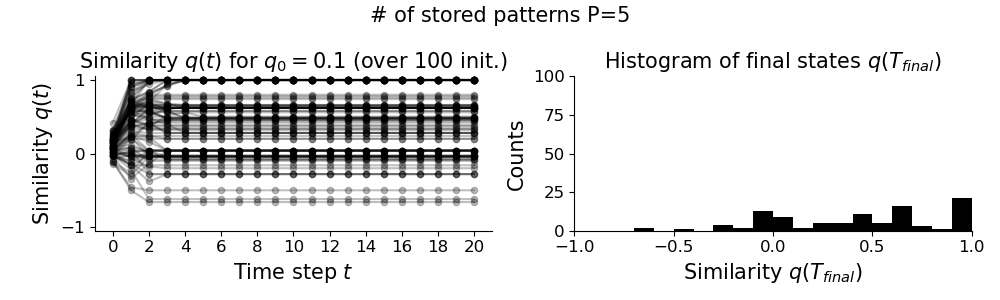 # of stored patterns P=5
Similarity q(t) for q₀ = 0.1 (over 100 init.)
Similarity q(t)
1
0
−1
0 2 4 6 8 10 12 14 16 18 20
Time step t
Histogram of final states q(T_final)
Counts
100
75
50
25
0
−1.0 −0.5 0.0 0.5 1.0
Similarity q(T_final)